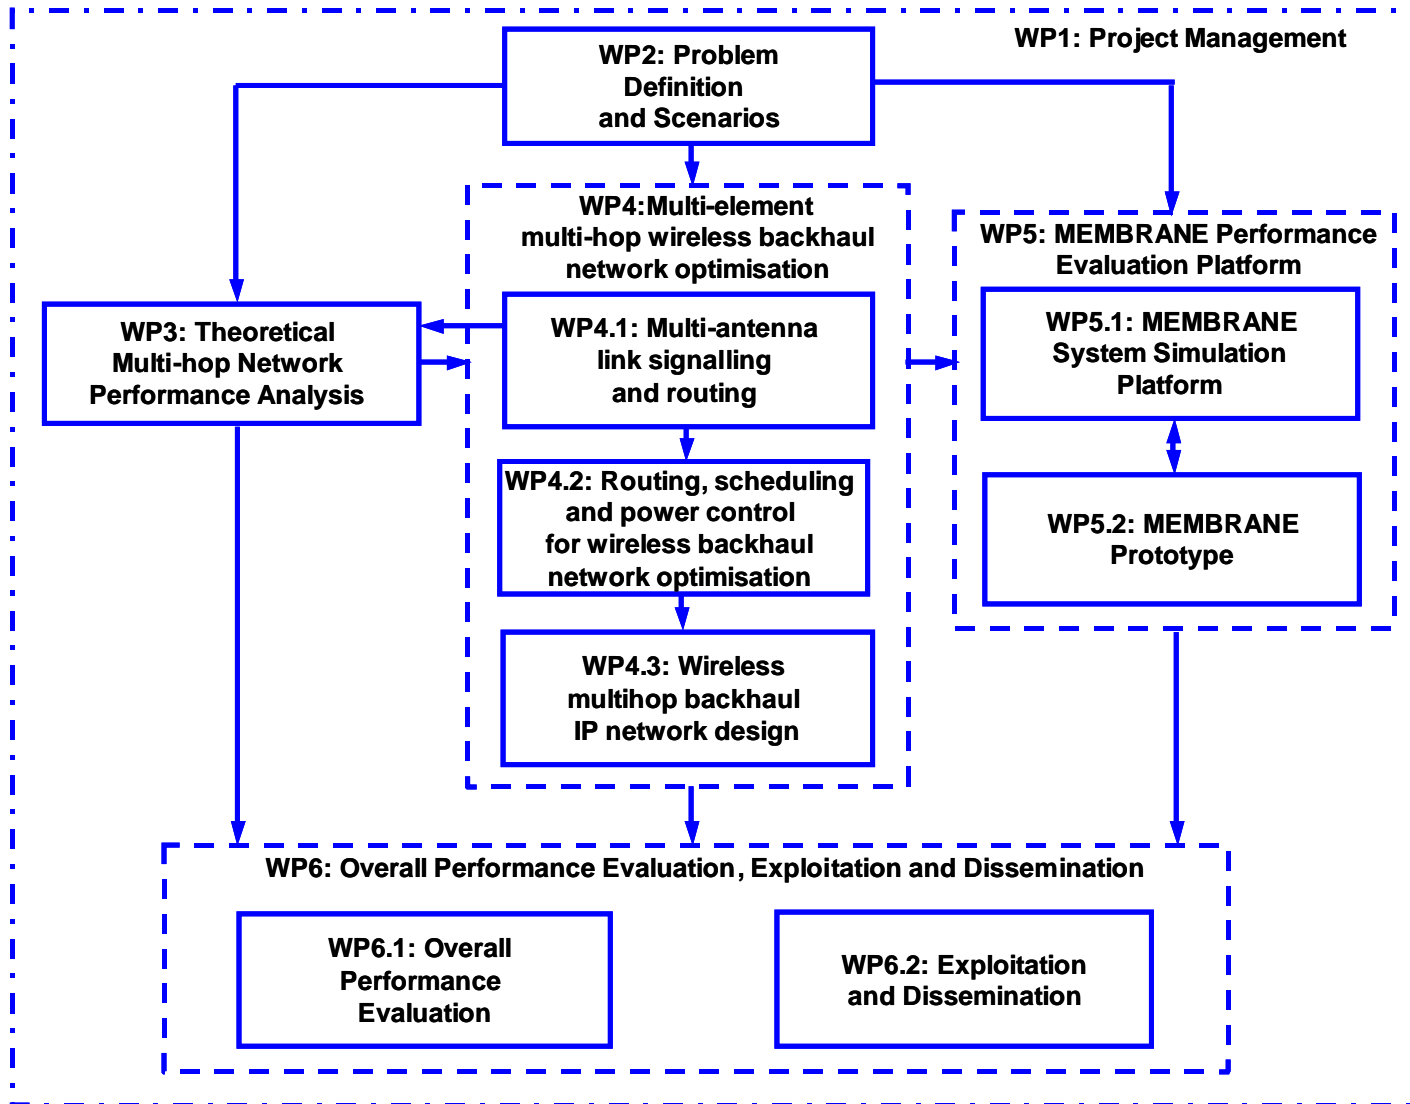 WP1: Project Management
WP2: Problem
Definition
and Scenarios
WP4:Multi-element
multi-hop wireless backhaul
network optimisation
WP5: MEMBRANE Performance
Evaluation Platform
WP3: Theoretical
Multi-hop Network
Performance Analysis
WP4.1: Multi-antenna
link signalling
and routing
WP5.1: MEMBRANE
System Simulation
Platform
WP4.2: Routing, scheduling
and power control
for wireless backhaul
network optimisation
WP5.2: MEMBRANE
Prototype
WP4.3: Wireless
multihop backhaul
IP network design
WP6: Overall Performance Evaluation, Exploitation and Dissemination
WP6.1: Overall
Performance
Evaluation
WP6.2: Exploitation
and Dissemination